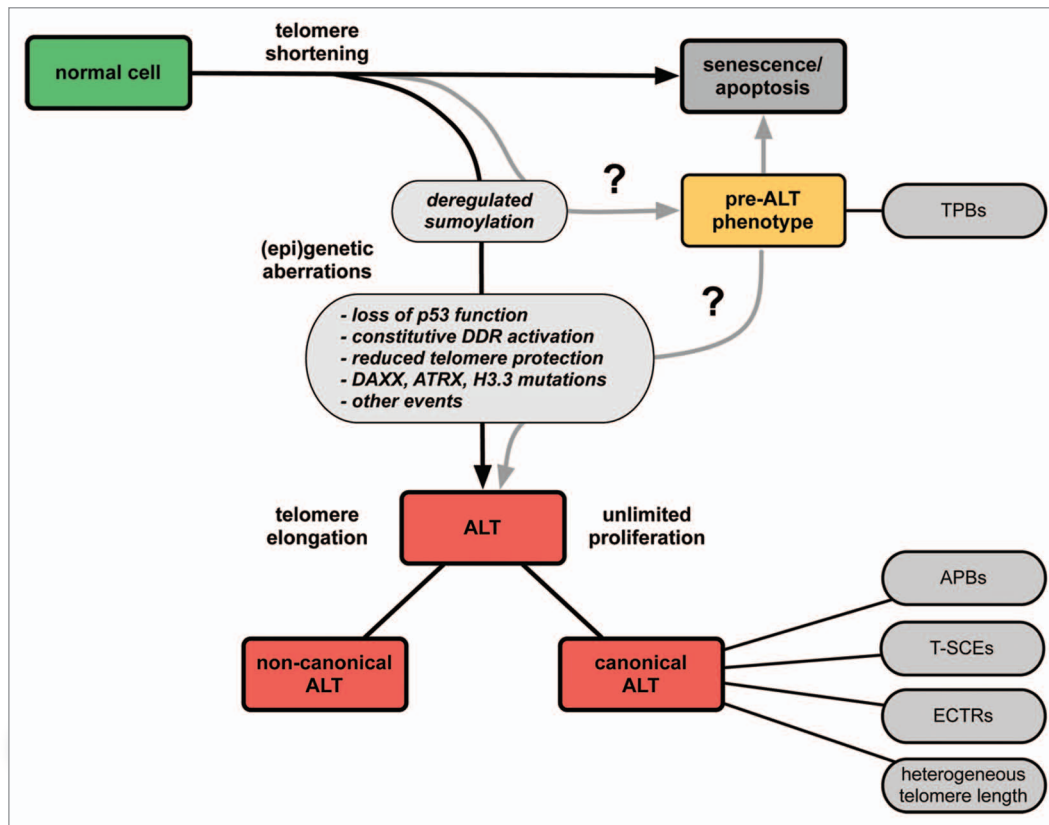 telomere
shortening
normal cell
senescence/
apoptosis
deregulated
sumoylation
?
pre-ALT
phenotype
TPBs
(epi)genetic
aberrations
?
- loss of p53 function
- constitutive DDR activation
- reduced telomere protection
- DAXX, ATRX, H3.3 mutations
- other events
telomere
elongation
ALT
unlimited
proliferation
APBs
non-canonical
ALT
canonical
ALT
T-SCEs
ECTRs
heterogeneous
telomere length